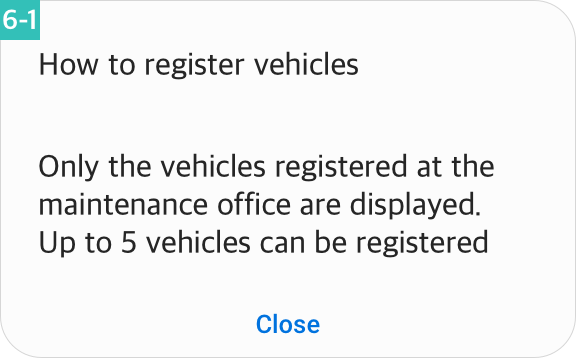 6-1
How to register vehicles
Only the vehicles registered at the
maintenance office are displayed.
Up to 5 vehicles can be registered
Close